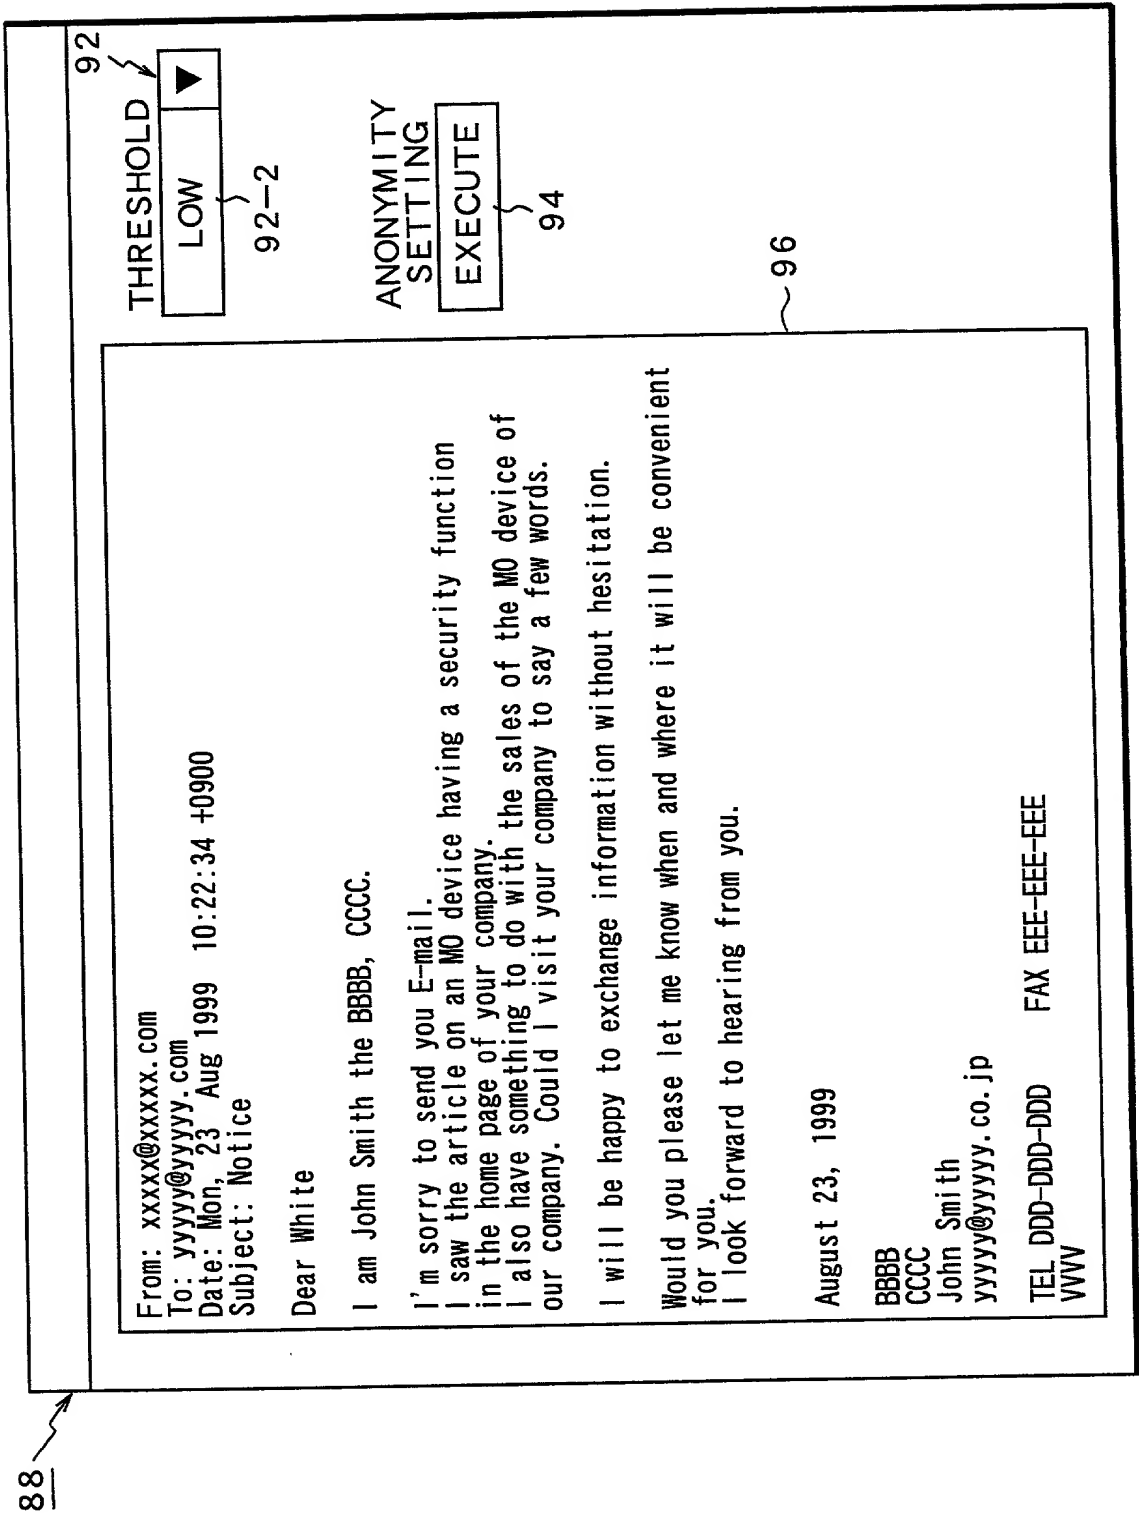 88
THRESHOLD
92
LOW ▼
92-2
ANONYMITY
SETTING
EXECUTE
94
96
From: xxxxx@xxxxx.com
To: yyyyy@yyyyy.com
Date: Mon, 23 Aug 1999 10:22:34 +0900
Subject: Notice
Dear White
I am John Smith the BBBB, CCCC.
I'm sorry to send you E-mail.
I saw the article on an MO device having a security function
in the home page of your company.
I also have something to do with the sales of the MO device of
our company. Could I visit your company to say a few words.
I will be happy to exchange information without hesitation.
Would you please let me know when and where it will be convenient
for you.
I look forward to hearing from you.
August 23, 1999
BBBB
CCCC
John Smith
yyyyy@yyyyy.co.jp
TEL DDD-DDD-DDD FAX EEE-EEE-EEE
VVVV